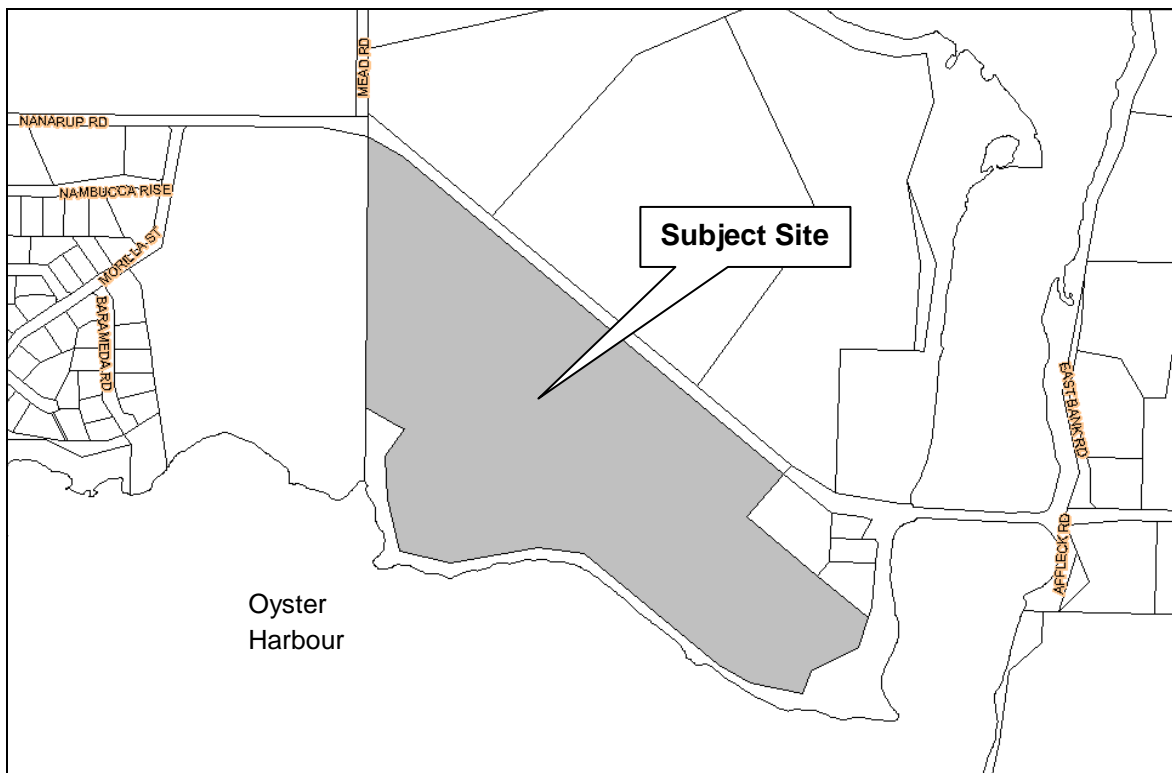 MEAD RD
NANARUP RD
NAMBUCCA RISE
MORILLA ST
BARAMEDA RD
Subject Site
EAST BANK RD
AFFLECK RD
Oyster
Harbour